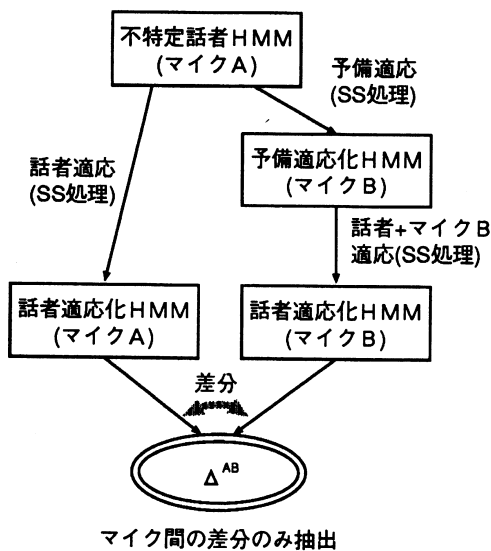 不特定話者HMM
(マイクA)
予備適応
(SS処理)
話者適応
(SS処理)
予備適応化HMM
(マイクB)
話者+マイクB
適応(SS処理)
話者適応化HMM
(マイクA)
話者適応化HMM
(マイクB)
差分
Δ^AB
マイク間の差分のみ抽出